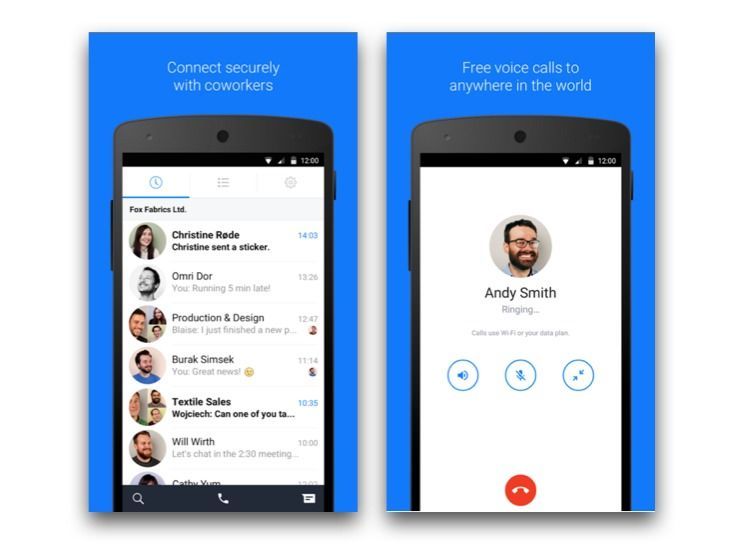 Connect securely
with coworkers
12:00
Fox Fabrics Ltd.
Christine Røde 14:03
Christine sent a sticker.
Omri Dor 13:26
You: Running 5 min late!
Production & Design 12:47
Blaise: I just finished a new p...
Burak Simsek 11:14
You: Great news! 😉
Textile Sales 10:35
Wojciech: Can one of you ta...
Will Wirth 10:00
Let's chat in the 2:30 meeting...
Cathy Yum
Free voice calls to
anywhere in the world
12:00
Andy Smith
Ringing...
Calls use Wi-Fi or your data plan.